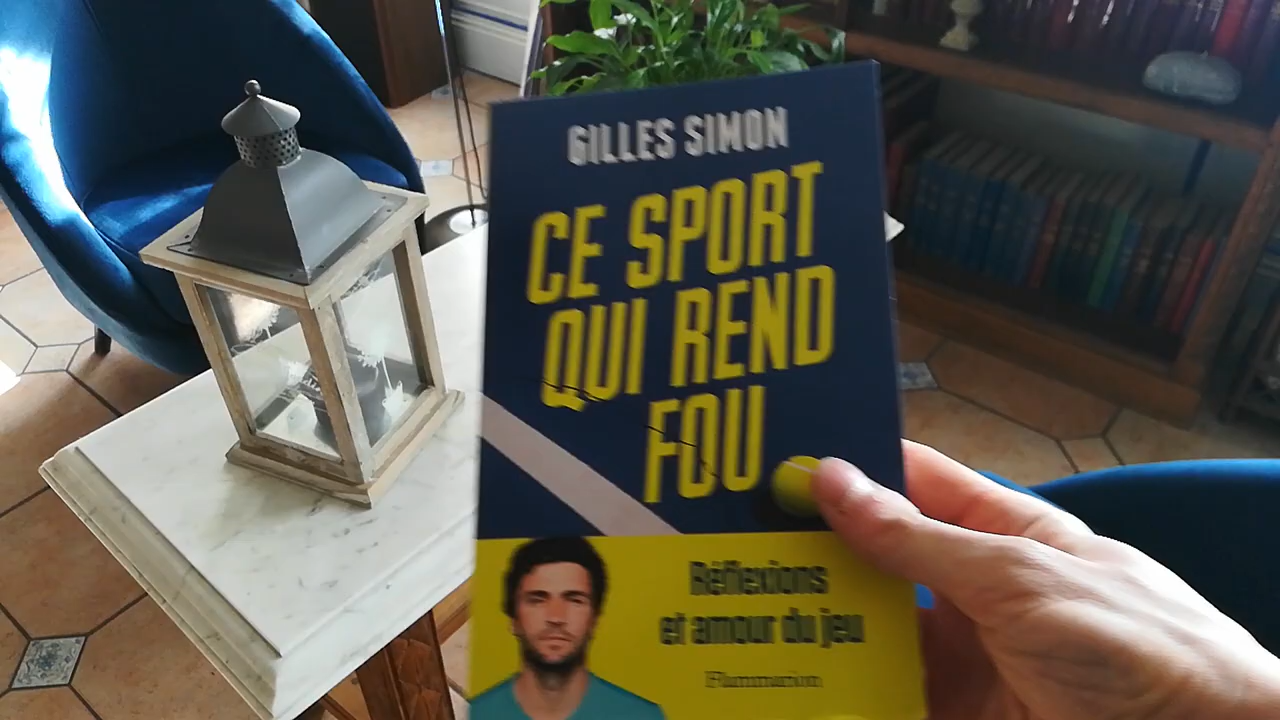 GILLES SIMON
CE SPORT
QUI REND
FOU
Réflexions
et amour du jeu
Flammarion